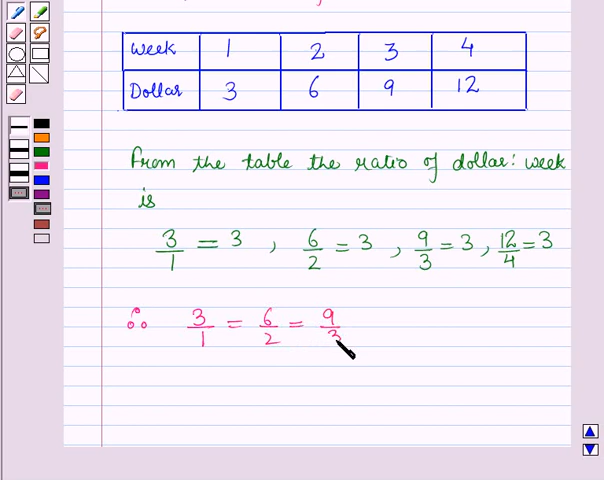 Week 1 2 3 4
Dollar 3 6 9 12
From the table the ratio of dollar: week
is
3/1 = 3, 6/2 = 3, 9/3 = 3, 12/4 = 3
∴ 3/1 = 6/2 = 9/3